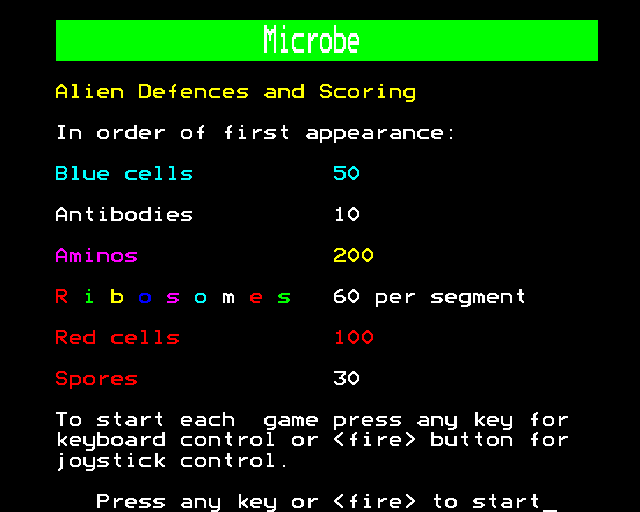 Microbe
Alien Defences and Scoring
In order of first appearance:
Blue cells 50
Antibodies 10
Aminos 200
R i b o s o m e s 60 per segment
Red cells 100
Spores 30
To start each  game press any key for
keyboard control or <fire> button for
joystick control.
Press any key or <fire> to start_